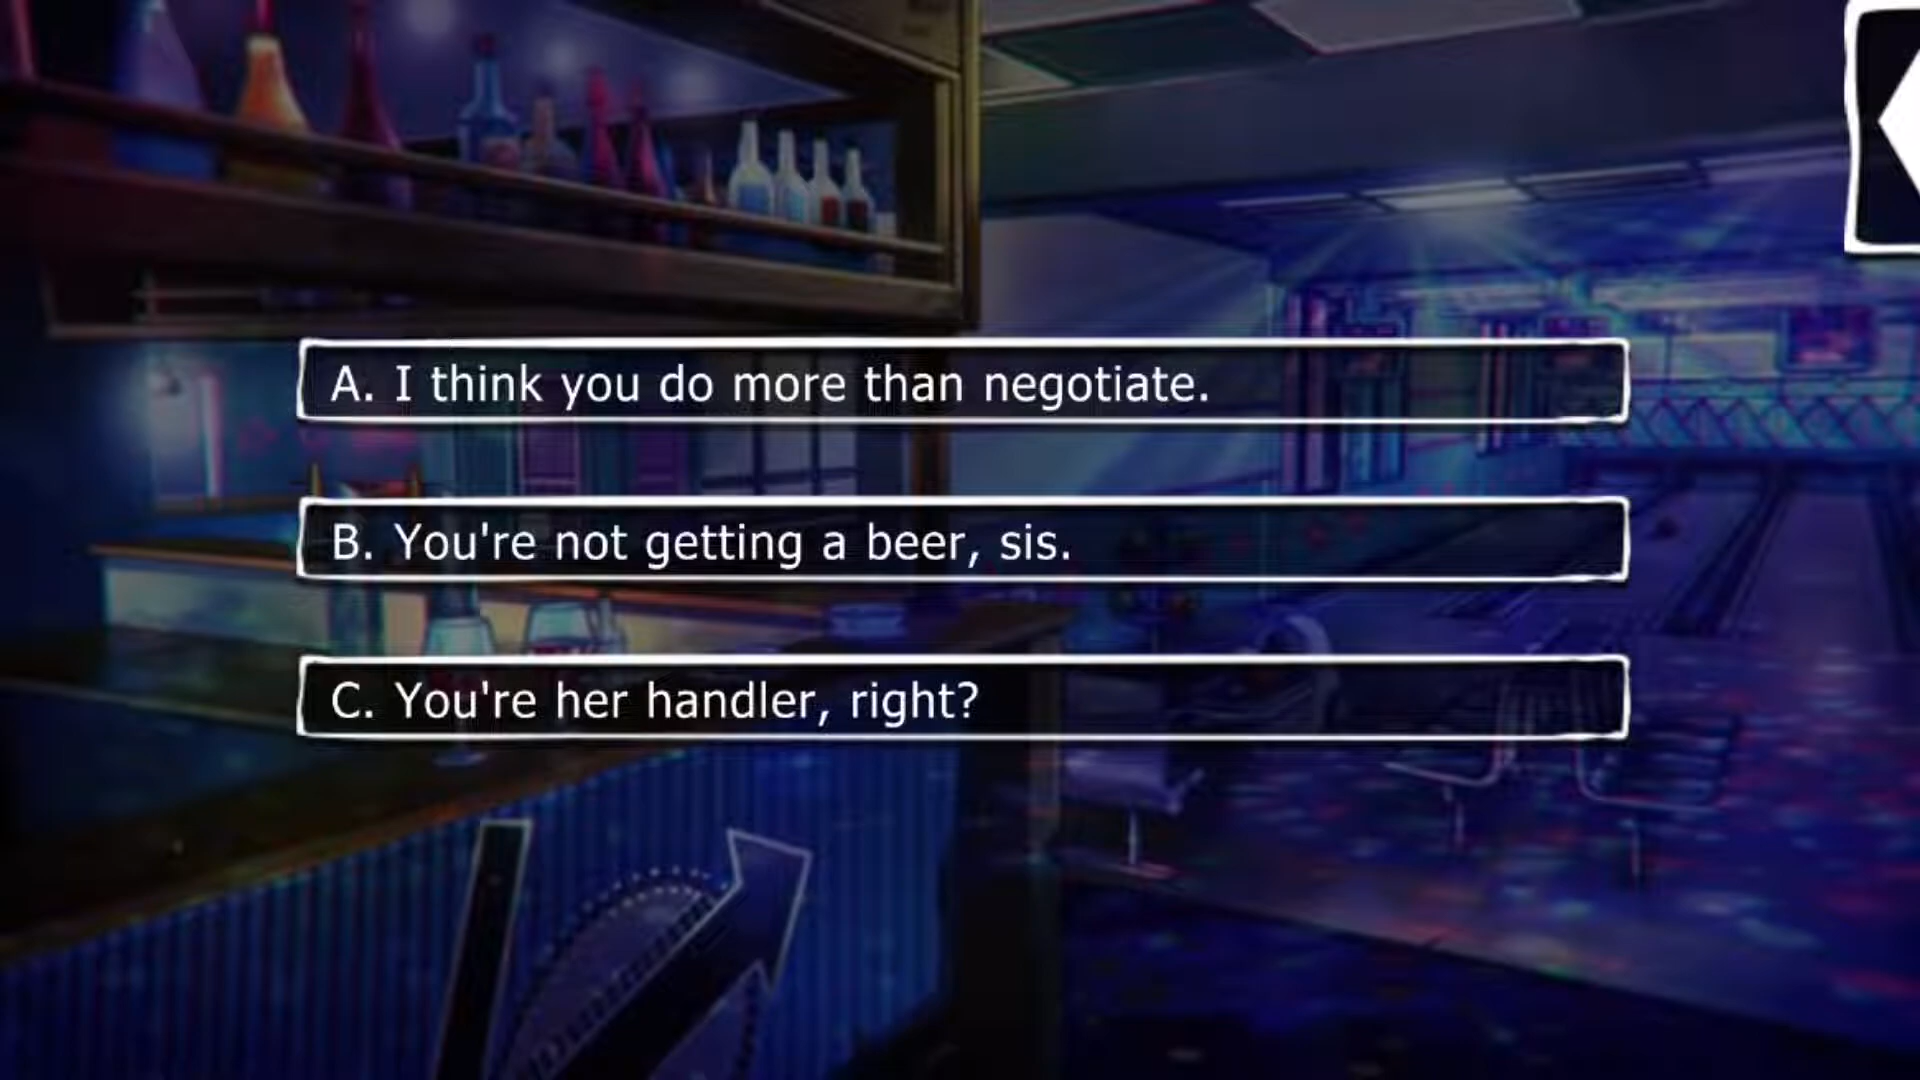 A. I think you do more than negotiate.
B. You're not getting a beer, sis.
C. You're her handler, right?